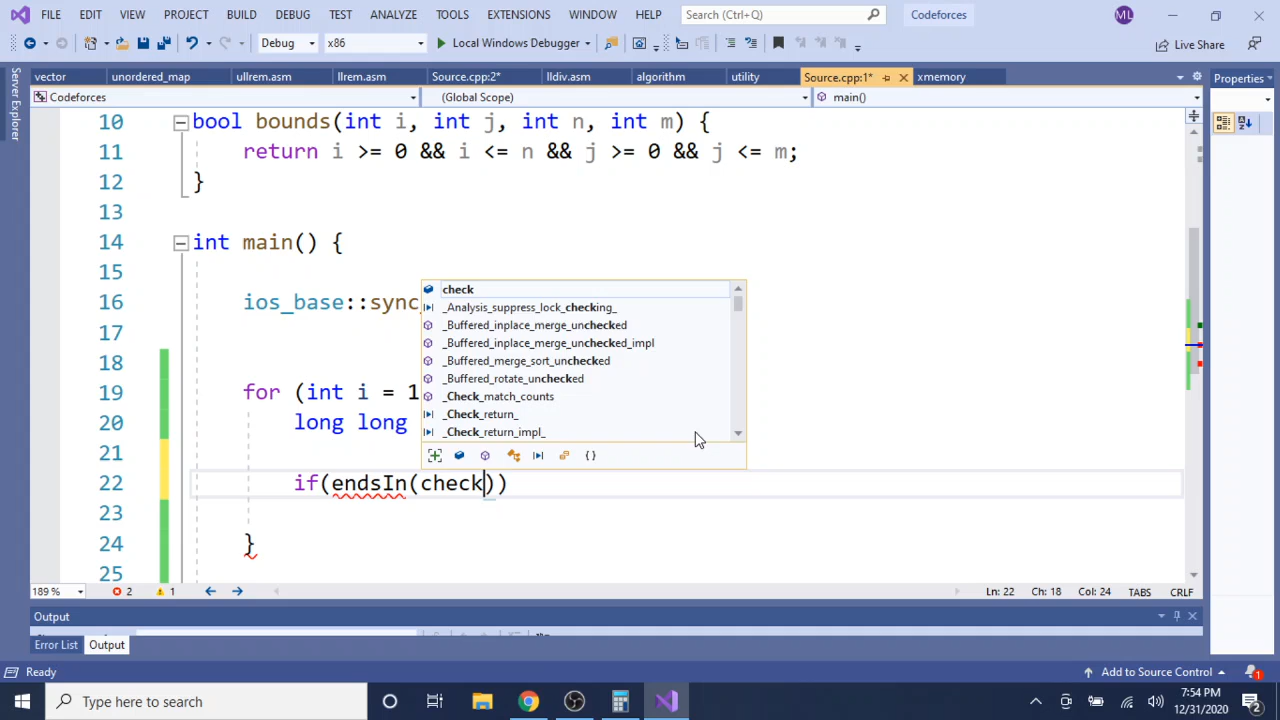 FILE EDIT VIEW PROJECT BUILD DEBUG TEST ANALYZE TOOLS EXTENSIONS WINDOW HELP Search (Ctrl+Q) Codeforces ML
Debug x86 Local Windows Debugger Live Share
vector unordered_map ullrem.asm llrem.asm Source.cpp:2* lldiv.asm algorithm utility Source.cpp:1* xmemory Properties
Server Explorer
Codeforces (Global Scope) main()
10 bool bounds(int i, int j, int n, int m) {
11 return i >= 0 && i <= n && j >= 0 && j <= m;
12 }
13
14 int main() {
15
16 ios_base::sync
17
18
19 for (int i = 1
20 long long
21
22 if(endsIn(check))
23
24 }
25
check
_Analysis_suppress_lock_checking_
_Buffered_inplace_merge_unchecked
_Buffered_inplace_merge_unchecked_impl
_Buffered_merge_sort_unchecked
_Buffered_rotate_unchecked
_Check_match_counts
_Check_return_
_Check_return_impl_
189 % 2 1 Ln: 22 Ch: 18 Col: 24 TABS CRLF
Output
Error List Output
Ready Add to Source Control 1
Type here to search 7:54 PM
12/31/2020 2